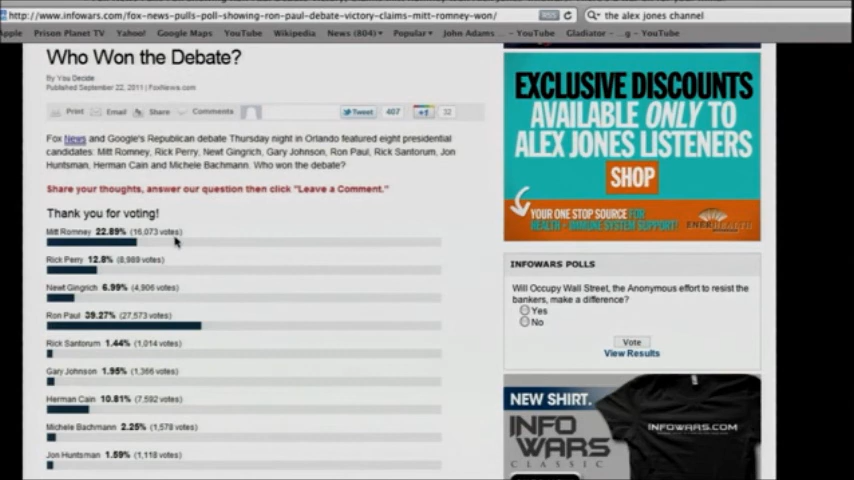 http://www.infowars.com/fox-news-pulls-poll-showing-ron-paul-debate-victory-claims-mitt-romney-won/
RSS
the alex jones channel
Apple Prison Planet TV Yahoo! Google Maps YouTube Wikipedia News (804) Popular John Adams ... – YouTube Gladiator – ...g – YouTube
Who Won the Debate?
By You Decide
Published September 22, 2011 | FoxNews.com
Print Email Share Comments Tweet 407 +1 32
Fox News and Google's Republican debate Thursday night in Orlando featured eight presidential
candidates: Mitt Romney, Rick Perry, Newt Gingrich, Gary Johnson, Ron Paul, Rick Santorum, Jon
Huntsman, Herman Cain and Michele Bachmann. Who won the debate?
Share your thoughts, answer our question then click "Leave a Comment."
Thank you for voting!
Mitt Romney 22.89% (16,073 votes)
Rick Perry 12.8% (8,989 votes)
Newt Gingrich 6.99% (4,906 votes)
Ron Paul 39.27% (27,573 votes)
Rick Santorum 1.44% (1,014 votes)
Gary Johnson 1.95% (1,366 votes)
Herman Cain 10.81% (7,592 votes)
Michele Bachmann 2.25% (1,579 votes)
Jon Huntsman 1.59% (1,118 votes)
EXCLUSIVE DISCOUNTS
AVAILABLE ONLY TO
ALEX JONES LISTENERS
SHOP
YOUR ONE STOP SOURCE FOR
HEALTH - IMMUNE SYSTEM SUPPORT!
INFOWARS POLLS
Will Occupy Wall Street, the Anonymous effort to resist the
bankers, make a difference?
Yes
No
Vote
View Results
NEW SHIRT.
INFO
WARS
CLASSIC
INFOWARS.COM